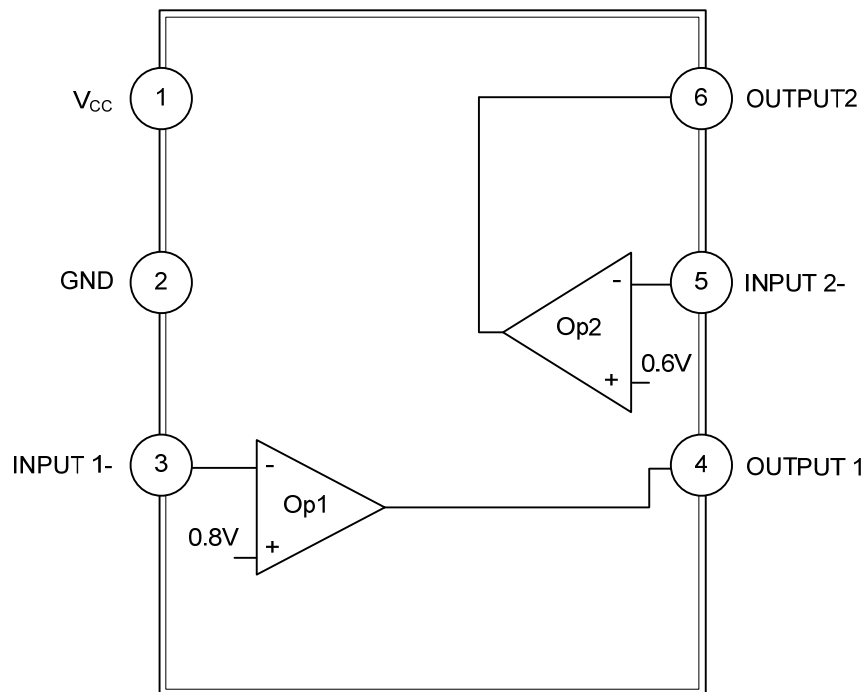 V_CC
1
6
OUTPUT2
GND
2
5
INPUT 2-
-
Op2
0.6V
+
INPUT 1-
3
4
OUTPUT 1
-
Op1
0.8V
+